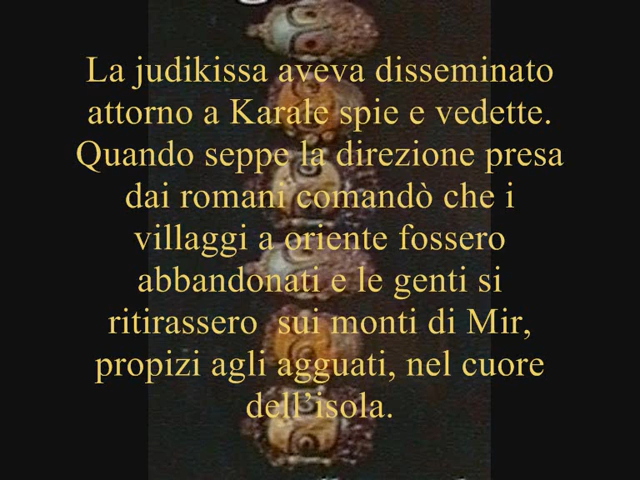 La judikissa aveva disseminato
attorno a Karale spie e vedette.
Quando seppe la direzione presa
dai romani comandò che i
villaggi a oriente fossero
abbandonati e le genti si
ritirassero  sui monti di Mir,
propizi agli agguati, nel cuore
dell’isola.